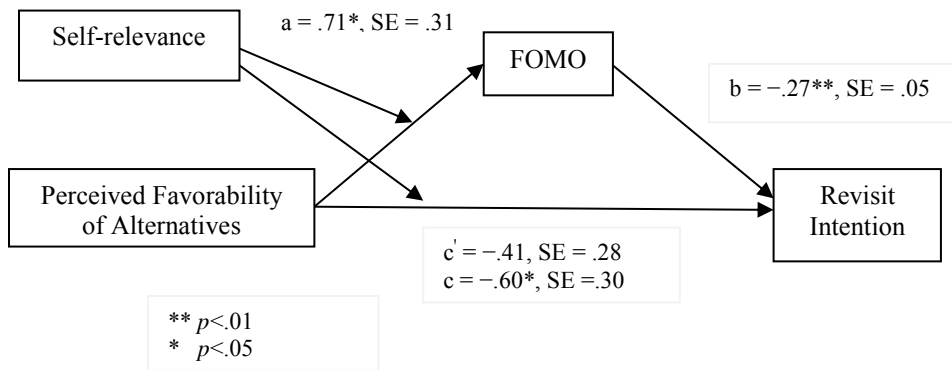 Self-relevance
a = .71*, SE = .31
FOMO
b = −.27**, SE = .05
Perceived Favorability
of Alternatives
Revisit
Intention
c' = −.41, SE = .28
c = −.60*, SE =.30
** p<.01
* p<.05